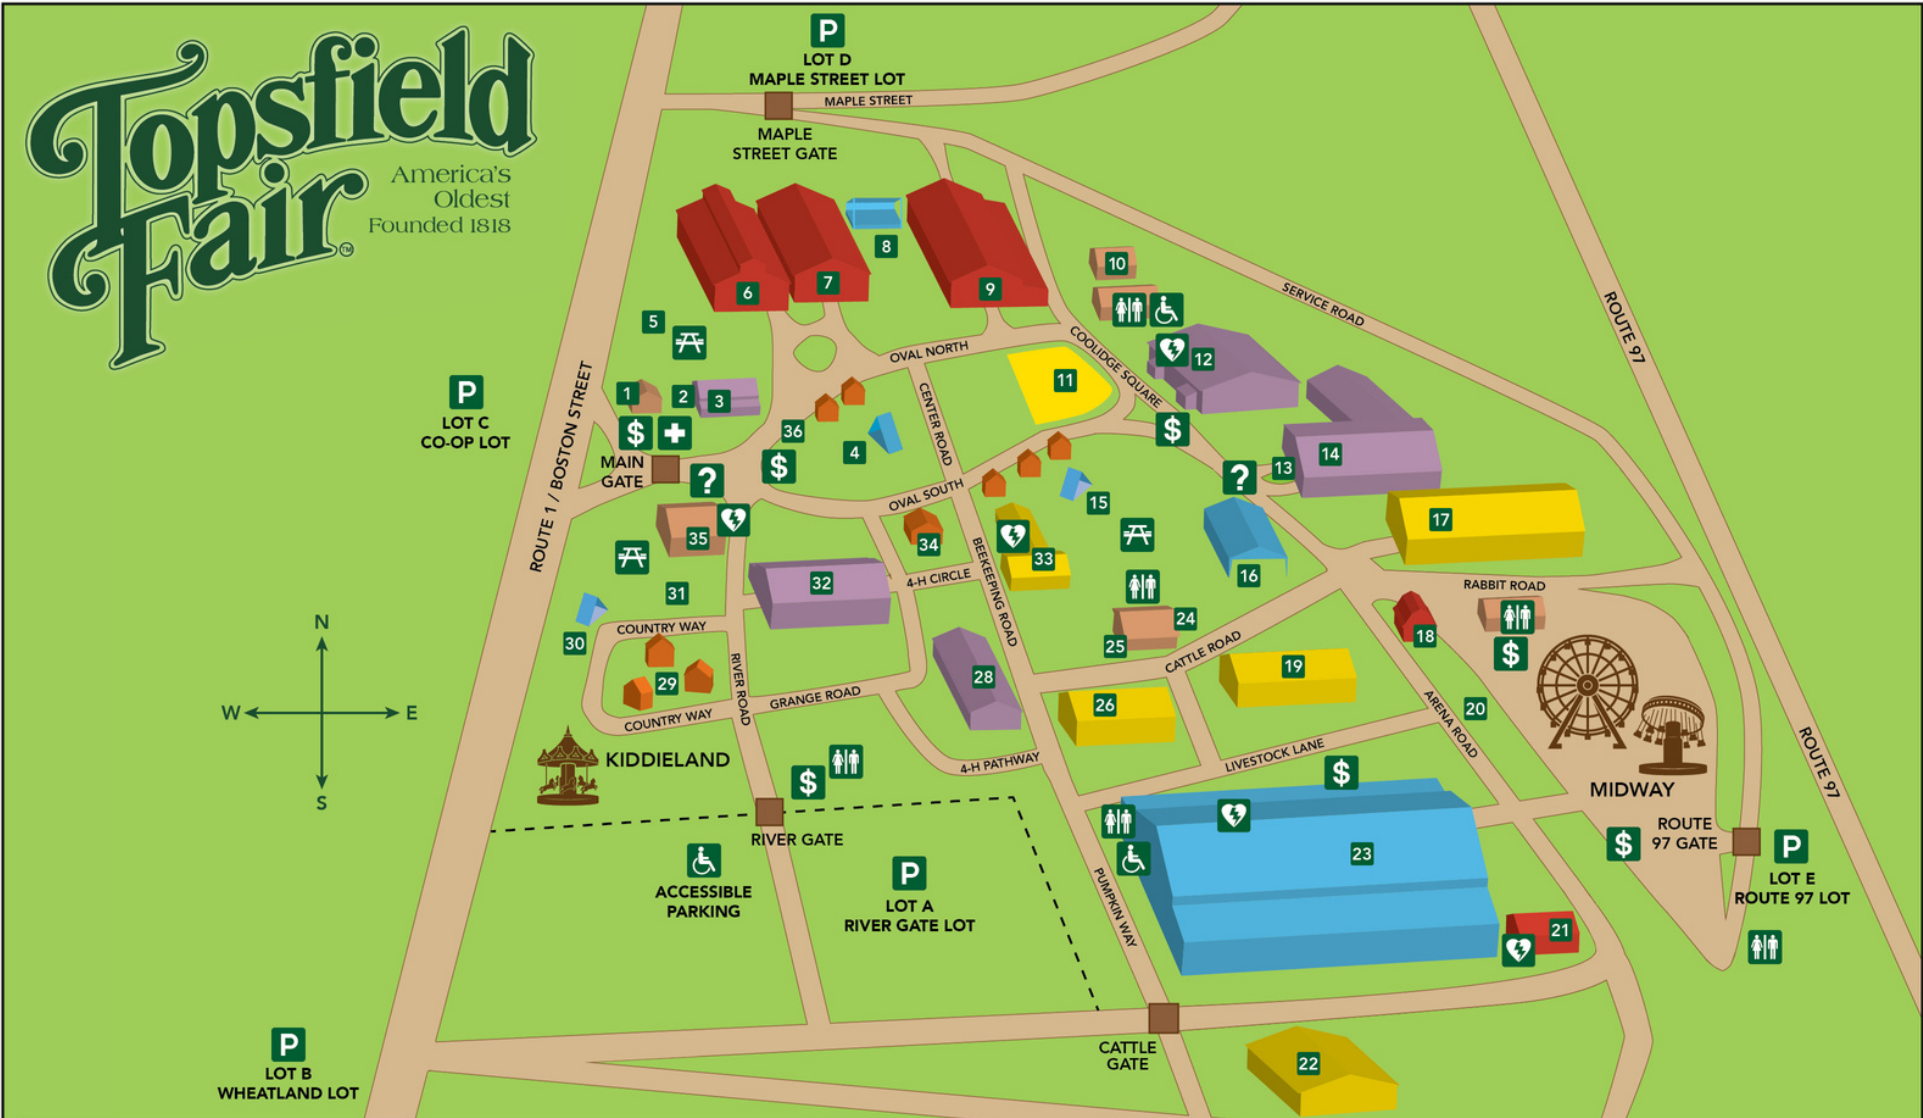 Topsfield
Fair™
America's
Oldest
Founded 1818
P
LOT D
MAPLE STREET LOT
MAPLE STREET
MAPLE
STREET GATE
SERVICE ROAD
ROUTE 97
6
7
8
9
10
5
OVAL NORTH
COOLIDGE SQUARE
12
11
P
LOT C
CO-OP LOT
ROUTE 1 / BOSTON STREET
1
2
3
$
36
4
CENTER ROAD
$
MAIN
GATE
?
$
?
13
14
OVAL SOUTH
15
17
35
34
33
16
BEEKEEPING ROAD
4-H CIRCLE
32
31
30
COUNTRY WAY
29
COUNTRY WAY
RIVER ROAD
GRANGE ROAD
28
24
25
CATTLE ROAD
RABBIT ROAD
18
$
19
26
20
ARENA ROAD
LIVESTOCK LANE
4-H PATHWAY
N
W
E
S
KIDDIELAND
$
RIVER GATE
ACCESSIBLE
PARKING
P
LOT A
RIVER GATE LOT
$
23
PUMPKIN WAY
21
MIDWAY
$
ROUTE
97 GATE
P
LOT E
ROUTE 97 LOT
ROUTE 97
P
LOT B
WHEATLAND LOT
CATTLE
GATE
22